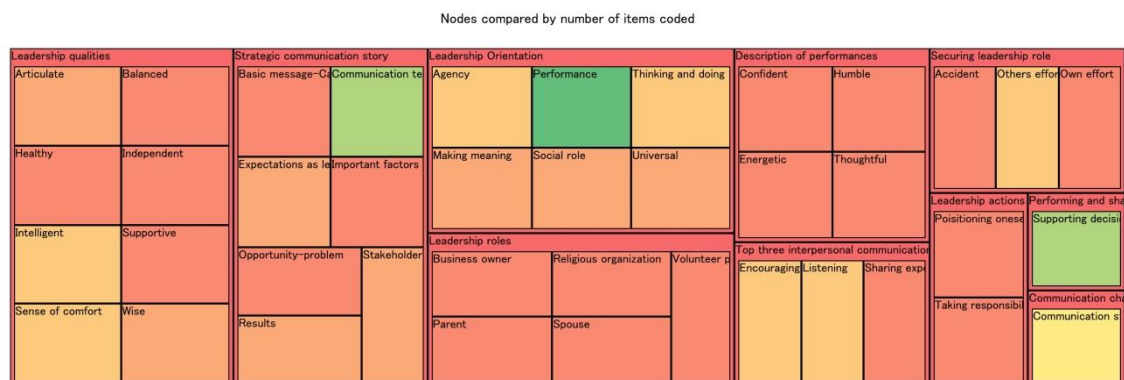 Nodes compared by number of items coded
Leadership qualities
Articulate
Balanced
Healthy
Independent
Intelligent
Supportive
Sense of comfort
Wise
Strategic communication story
Basic message-Ca
Communication te
Expectations as le
Important factors
Opportunity-problem
Stakeholder
Results
Leadership Orientation
Agency
Performance
Thinking and doing
Making meaning
Social role
Universal
Leadership roles
Business owner
Religious organization
Volunteer p
Parent
Spouse
Description of performances
Confident
Humble
Energetic
Thoughtful
Top three interpersonal communication
Encouraging
Listening
Sharing exp
Securing leadership role
Accident
Others effor
Own effort
Leadership actions
Poisitioning onese
Taking responsibil
Performing and sha
Supporting decisi
Communication cha
Communication s